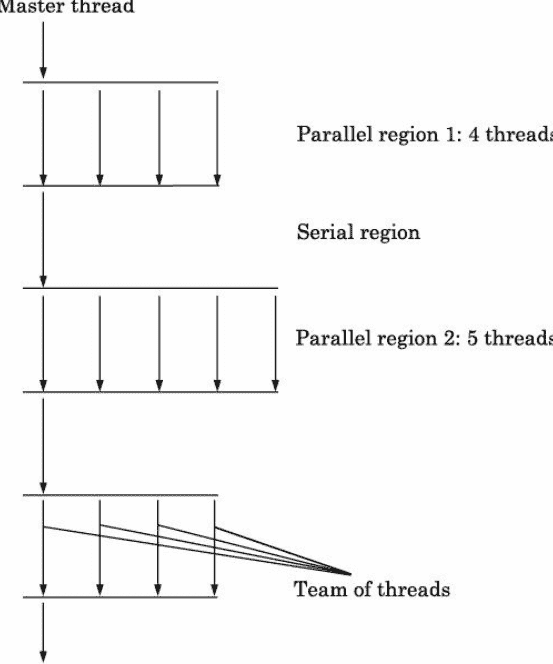 Master thread
Parallel region 1: 4 threads
Serial region
Parallel region 2: 5 threads
Team of threads